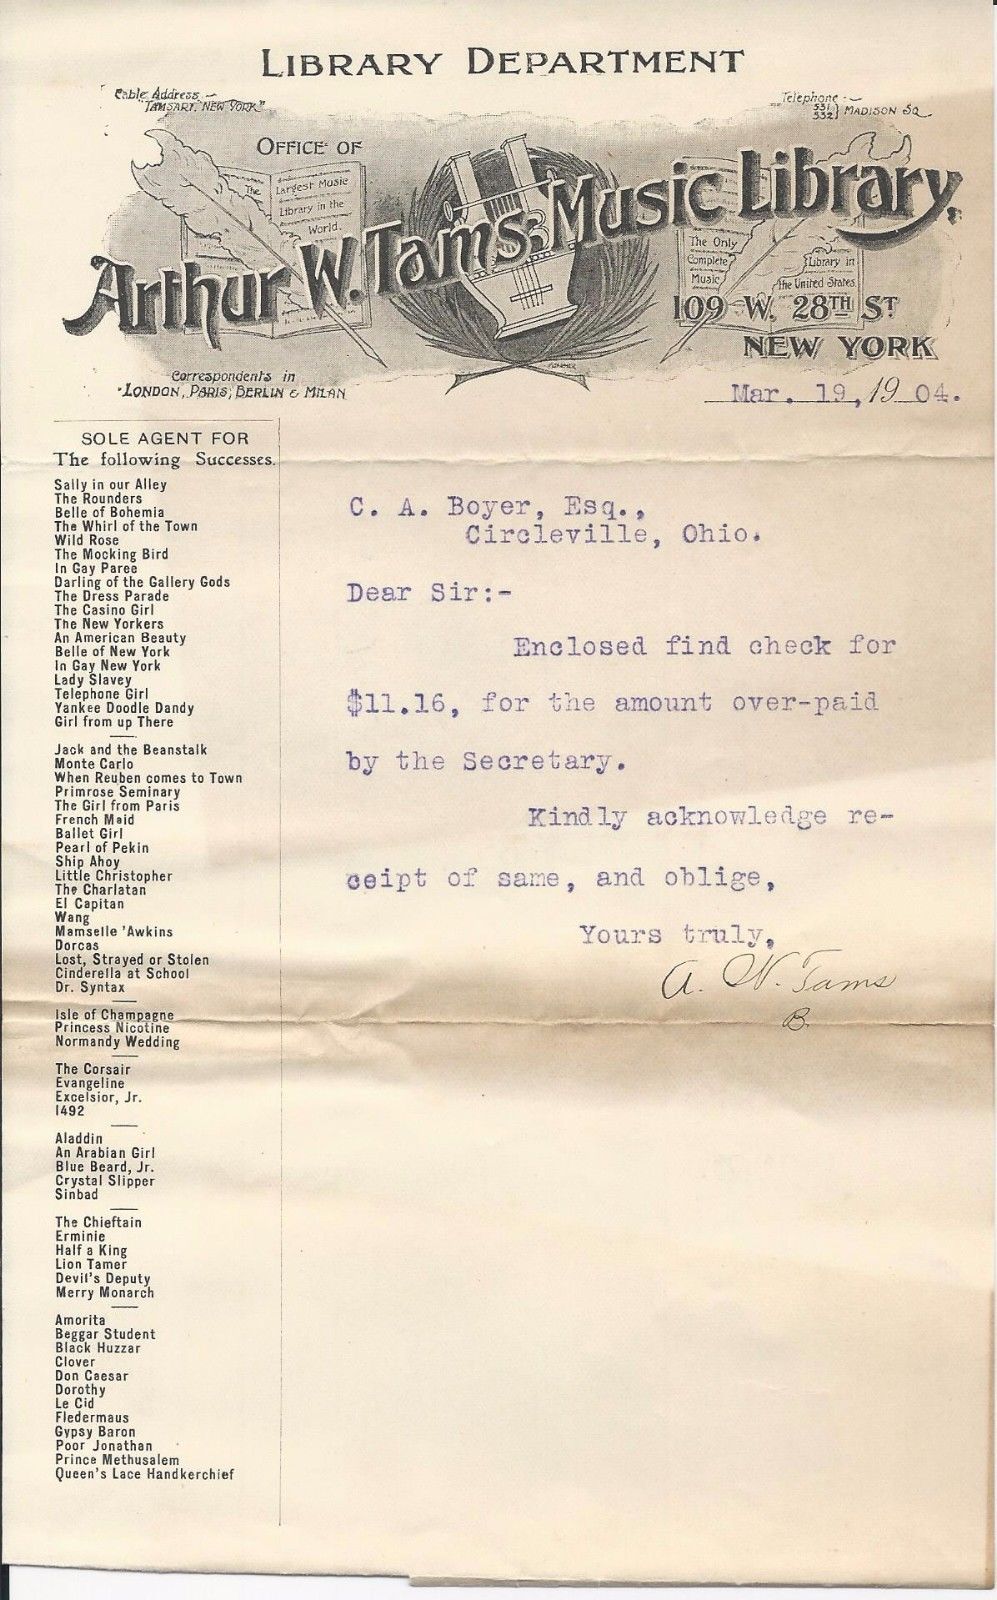 LIBRARY DEPARTMENT
Cable Address —
"TAMSART, NEW YORK"
Telephone —
531
532} MADISON SQ.
OFFICE OF
The Largest Music
Library in the
World.
Arthur W. Tams Music Library,
The Only
Complete
Music
Library in
the United States.
109 W. 28TH ST
NEW YORK
Correspondents in
LONDON, PARIS, BERLIN & MILAN
Mar. 19, 1904.
SOLE AGENT FOR
The following Successes.
Sally in our Alley
The Rounders
Belle of Bohemia
The Whirl of the Town
Wild Rose
The Mocking Bird
In Gay Paree
Darling of the Gallery Gods
The Dress Parade
The Casino Girl
The New Yorkers
An American Beauty
Belle of New York
In Gay New York
Lady Slavey
Telephone Girl
Yankee Doodle Dandy
Girl from up There
Jack and the Beanstalk
Monte Carlo
When Reuben comes to Town
Primrose Seminary
The Girl from Paris
French Maid
Ballet Girl
Pearl of Pekin
Ship Ahoy
Little Christopher
The Charlatan
El Capitan
Wang
Mamselle 'Awkins
Dorcas
Lost, Strayed or Stolen
Cinderella at School
Dr. Syntax
Isle of Champagne
Princess Nicotine
Normandy Wedding
The Corsair
Evangeline
Excelsior, Jr.
1492
Aladdin
An Arabian Girl
Blue Beard, Jr.
Crystal Slipper
Sinbad
The Chieftain
Erminie
Half a King
Lion Tamer
Devil's Deputy
Merry Monarch
Amorita
Beggar Student
Black Huzzar
Clover
Don Caesar
Dorothy
Le Cid
Fledermaus
Gypsy Baron
Poor Jonathan
Prince Methusalem
Queen's Lace Handkerchief
C. A. Boyer, Esq.,
Circleville, Ohio.
Dear Sir:-
Enclosed find check for
$11.16, for the amount over-paid
by the Secretary.
Kindly acknowledge re-
ceipt of same, and oblige,
Yours truly,
A. W. Tams
B.